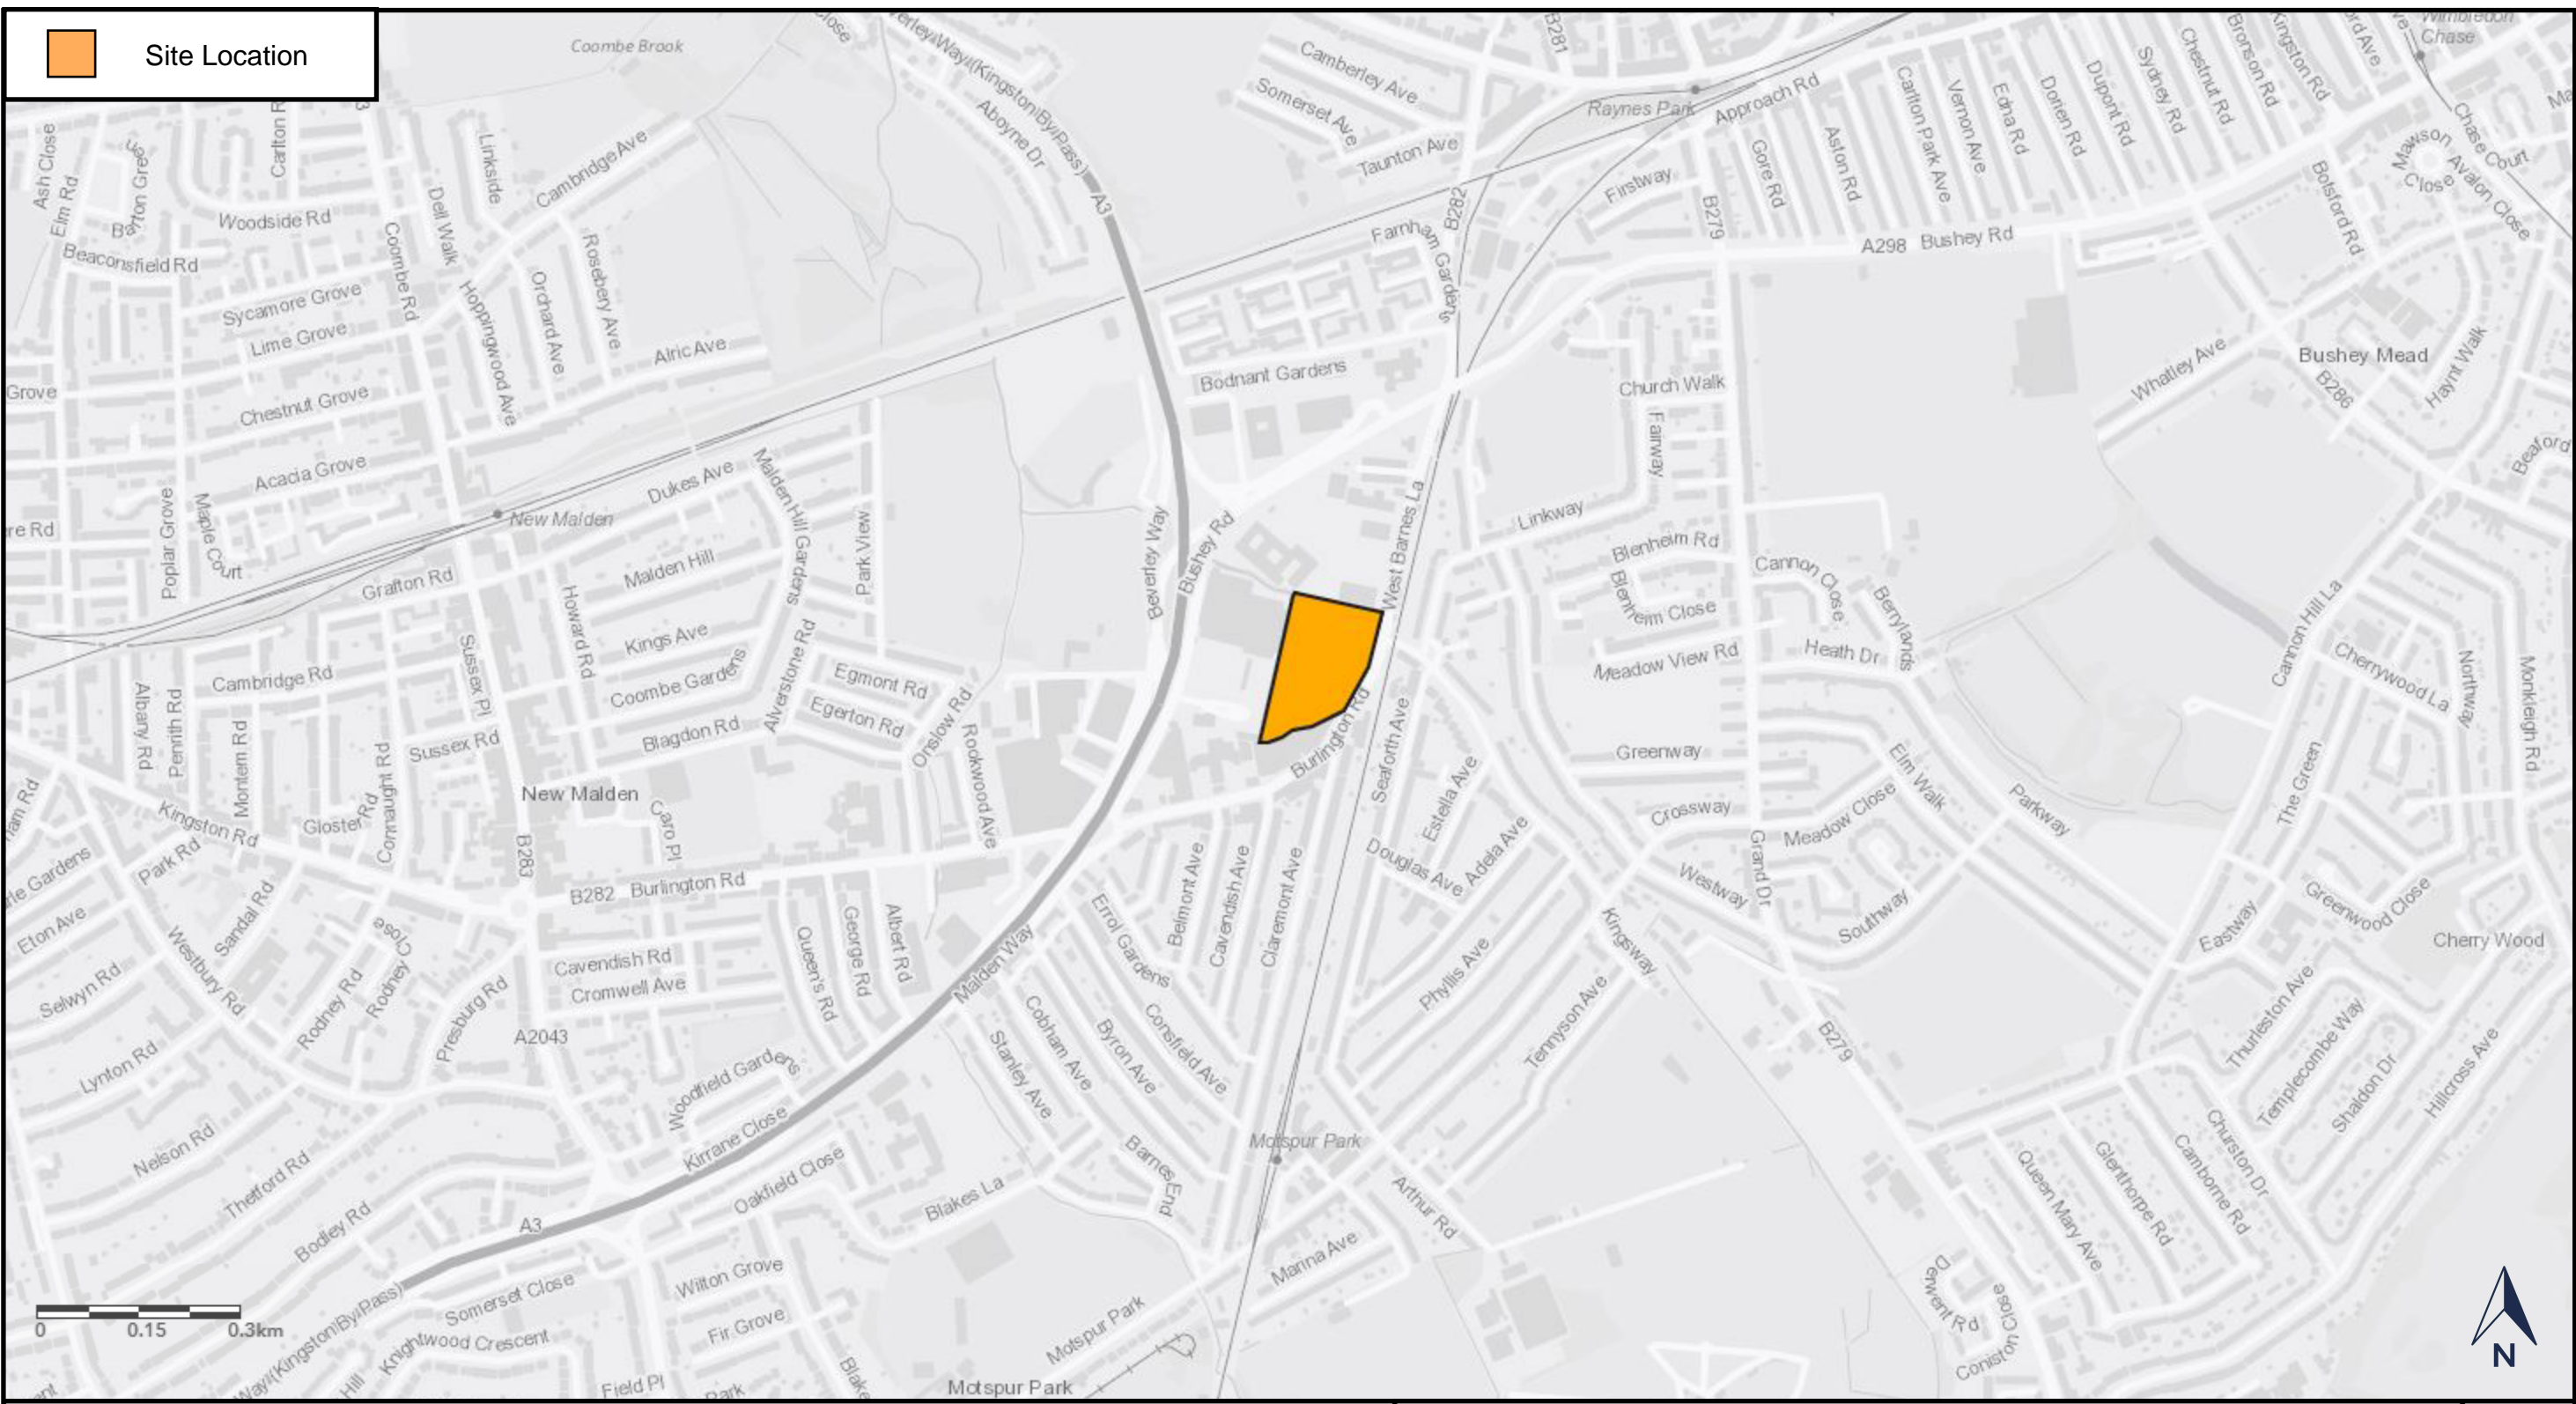 Site Location
Coombe Brook
Close
Beverley Way (Kingston By Pass)
Aboyne Dr
A3
B281
Camberley Ave
Somerset Ave
Taunton Ave
Raynes Park
Approach Rd
Carlton Park Ave
Vernon Ave
Edna Rd
Dorien Rd
Dupont Rd
Sydney Rd
Chestnut Rd
Bronson Rd
Kingston Rd
Wimbledon
Chase
Chase Court
Mawson
Close
Avalon Close
Botsford Rd
Ash Close
Elm Rd
Carlton R
Linkside
Cambridge Ave
Dell Walk
Woodside Rd
Beaconsfield Rd
Coombe Rd
Rosebery Ave
Orchard Ave
Hoppingwood Ave
Sycamore Grove
Lime Grove
Alric Ave
Grove
Chestnut Grove
Acacia Grove
Firstway
B279
Gore Rd
Aston Rd
B282
Farnham Gardens
A298 Bushey Rd
Bodnant Gardens
Church Walk
Fairway
Whatley Ave
Bushey Mead
B286
Haynt Walk
Beaford
re Rd
Poplar Grove
Maple Court
New Malden
Dukes Ave
Malden Hill Gardens
Park View
Malden Hill
Grafton Rd
Howard Rd
Kings Ave
Coombe Gardens
Blagdon Rd
Alverstone Rd
Egmont Rd
Egerton Rd
Onslow Rd
Rookwood Ave
Beverley Way
Bushey Rd
West Barnes La
Burlington Rd
Seaforth Ave
Linkway
Blenheim Rd
Blenheim Close
Cannon Close
Berrylands
Meadow View Rd
Heath Dr
Cannon Hill La
Cherrywood La
Northway
Monkleigh Rd
Cambridge Rd
Albany Rd
Penrith Rd
Montem Rd
Connaught Rd
Sussex Pl
Sussex Rd
New Malden
Caro Pl
Kingston Rd
Gloster Rd
Park Rd
B283
B282 Burlington Rd
Greenway
Crossway
Meadow Close
Elm Walk
Parkway
The Green
Estella Ave
Douglas Ave
Adela Ave
Grand Dr
Westway
Southway
Greenwood Close
Eastway
Cherry Wood
Eton Ave
Selwyn Rd
Sandal Rd
Westbury Rd
Rodney Rd
Rodney Close
Presburg Rd
Cavendish Rd
Cromwell Ave
Queen's Rd
George Rd
Albert Rd
Malden Way
Errol Gardens
Belmont Ave
Cavendish Ave
Claremont Ave
Phyllis Ave
Kingsway
Tennyson Ave
A2043
Lynton Rd
Nelson Rd
Thetford Rd
Bodley Rd
Woodfield Gardens
Kirrane Close
Stanley Ave
Cobham Ave
Byron Ave
Consfield Ave
B279
Thurleston Ave
Templecombe Way
Shaldon Dr
Hillcross Ave
Motspur Park
Barnes End
Arthur Rd
Marina Ave
Queen Mary Ave
Glenthorpe Rd
Camborne Rd
Churston Dr
A3
Oakfield Close
Blakes La
Somerset Close
Wilton Grove
Fir Grove
Knightwood Crescent
Way (Kingston By Pass)
Hill
Field Pl
Park
Blake
Motspur Park
Motspur Park
Derwent Rd
Close
0 0.15 0.3km
N